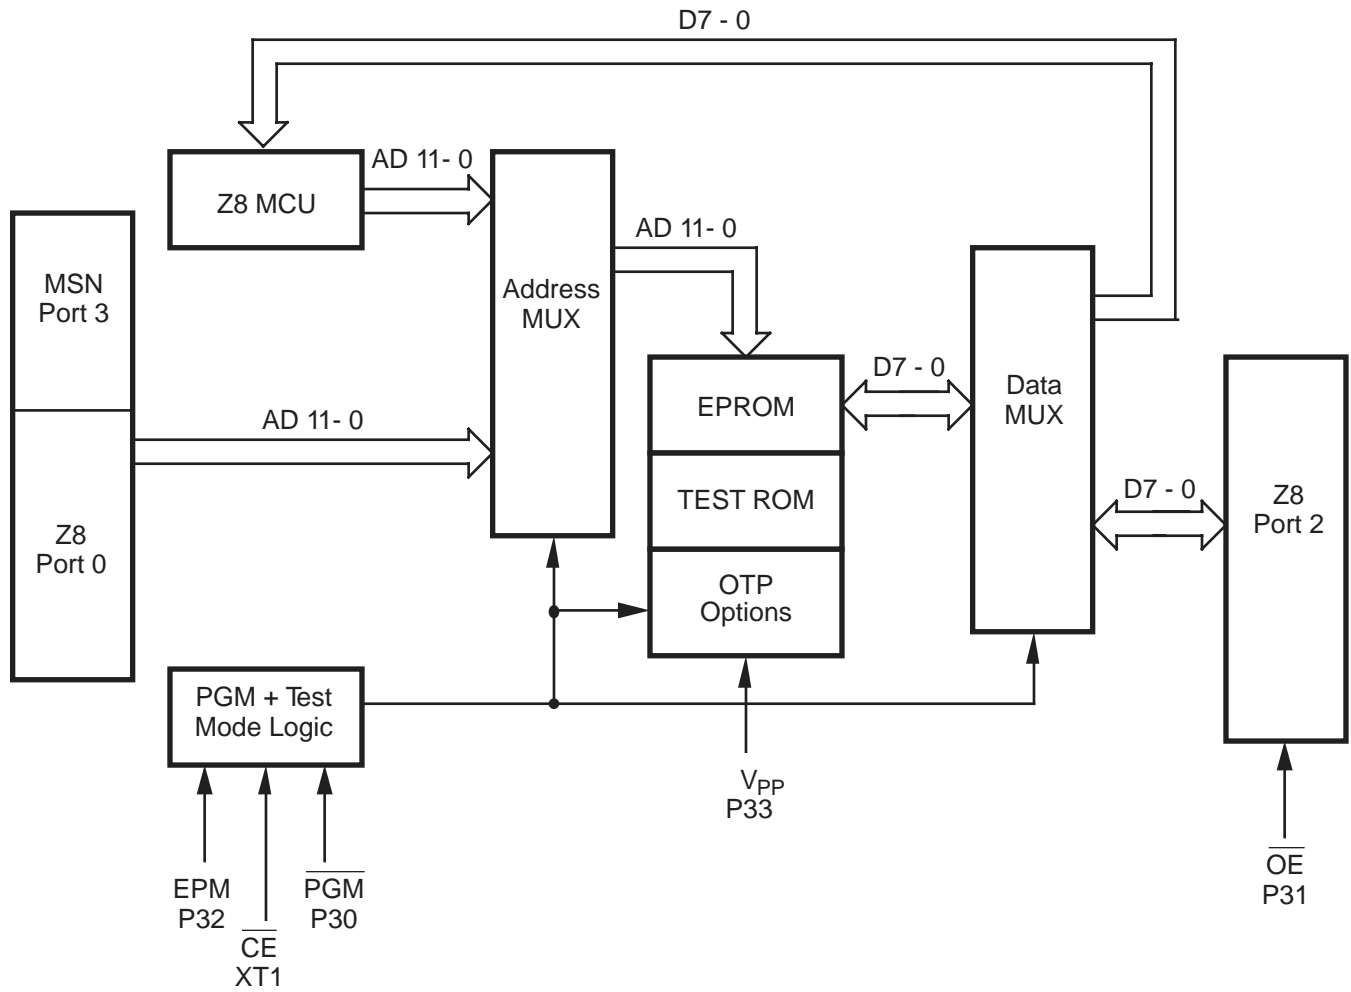 D7 - 0
AD 11- 0
Z8 MCU
MSN
Port 3
Address
MUX
AD 11- 0
AD 11- 0
Z8
Port 0
EPROM
TEST ROM
OTP
Options
D7 - 0
Data
MUX
D7 - 0
Z8
Port 2
PGM + Test
Mode Logic
VPP
P33
EPM
P32
CE
XT1
PGM
P30
OE
P31